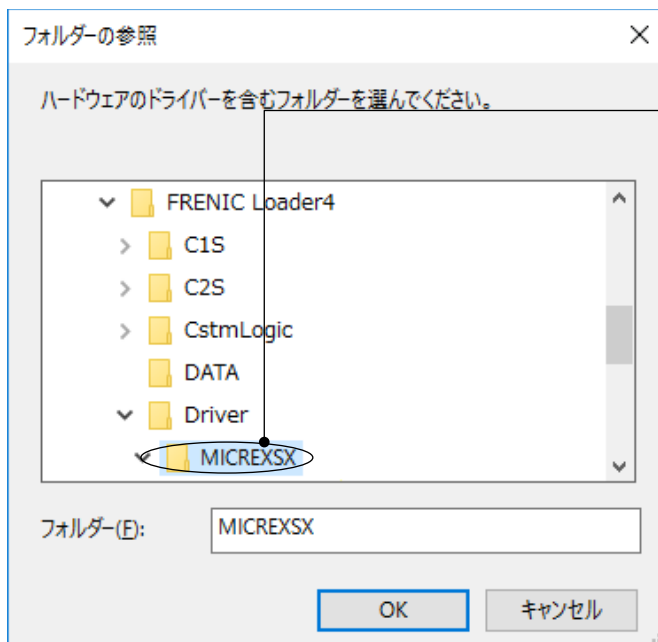 フォルダーの参照
ハードウェアのドライバーを含むフォルダーを選んでください。
FRENIC Loader4
C1S
C2S
CstmLogic
DATA
Driver
MICREXSX
フォルダー(F): MICREXSX
OK キャンセル